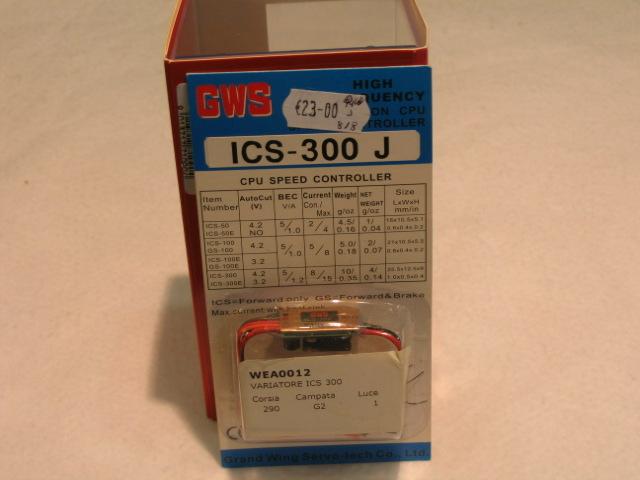 GWS
HIGH
€23-00
CPU
ICS-300 J
CPU SPEED CONTROLLER
Item Number AutoCut (V) BEC V/A Current Con./Max. Weight g/oz NET WEIGHT g/oz Size LxWxH mm/in
ICS-50 4.2 5/1.0 2/4 4.5/0.16 1/0.04
ICS-50E NO
ICS-100 GS-100 4.2 5/1.0 5/8 5.0/0.18 2/0.07
ICS-100E GS-100E 3.2
ICS-300 4.2 5/1.2 8/15 10/0.35 4/0.14
ICS-300E 3.2
ICS=Forward only GS=Forward&Brake
Max.current with
GWS
WEA0012
VARIATORE ICS 300
Corsia Campata Luce
290 G2 1
Grand Wing Servo-tech Co., Ltd.